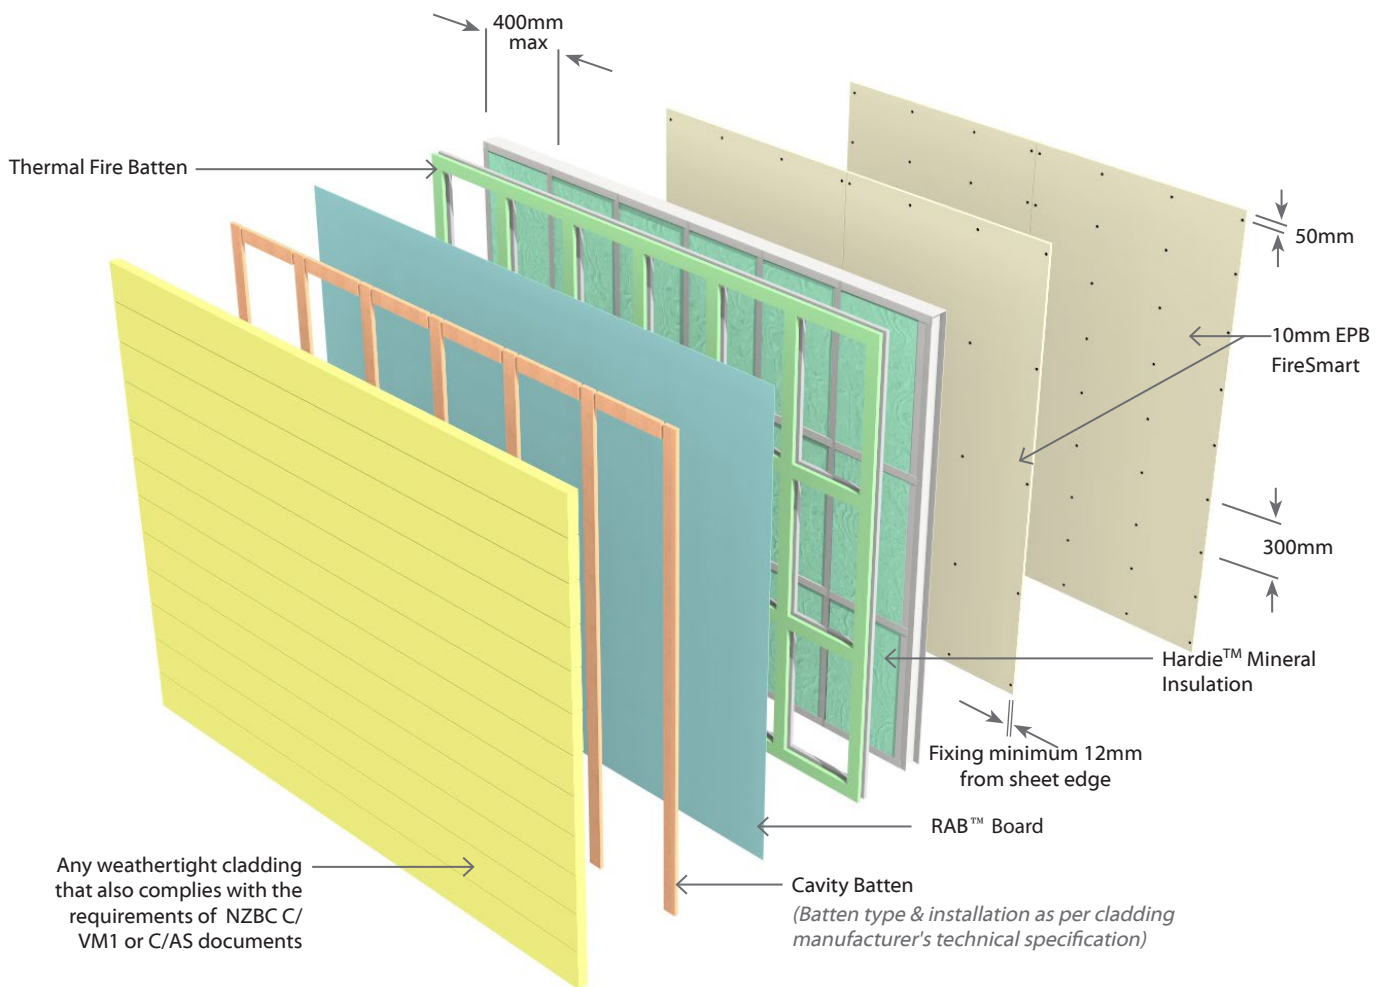 400mm
max
Thermal Fire Batten
50mm
10mm EPB
FireSmart
300mm
Hardie™ Mineral
Insulation
Fixing minimum 12mm
from sheet edge
RAB™ Board
Any weathertight cladding
that also complies with the
requirements of NZBC C/
VM1 or C/AS documents
Cavity Batten
(Batten type & installation as per cladding
manufacturer's technical specification)